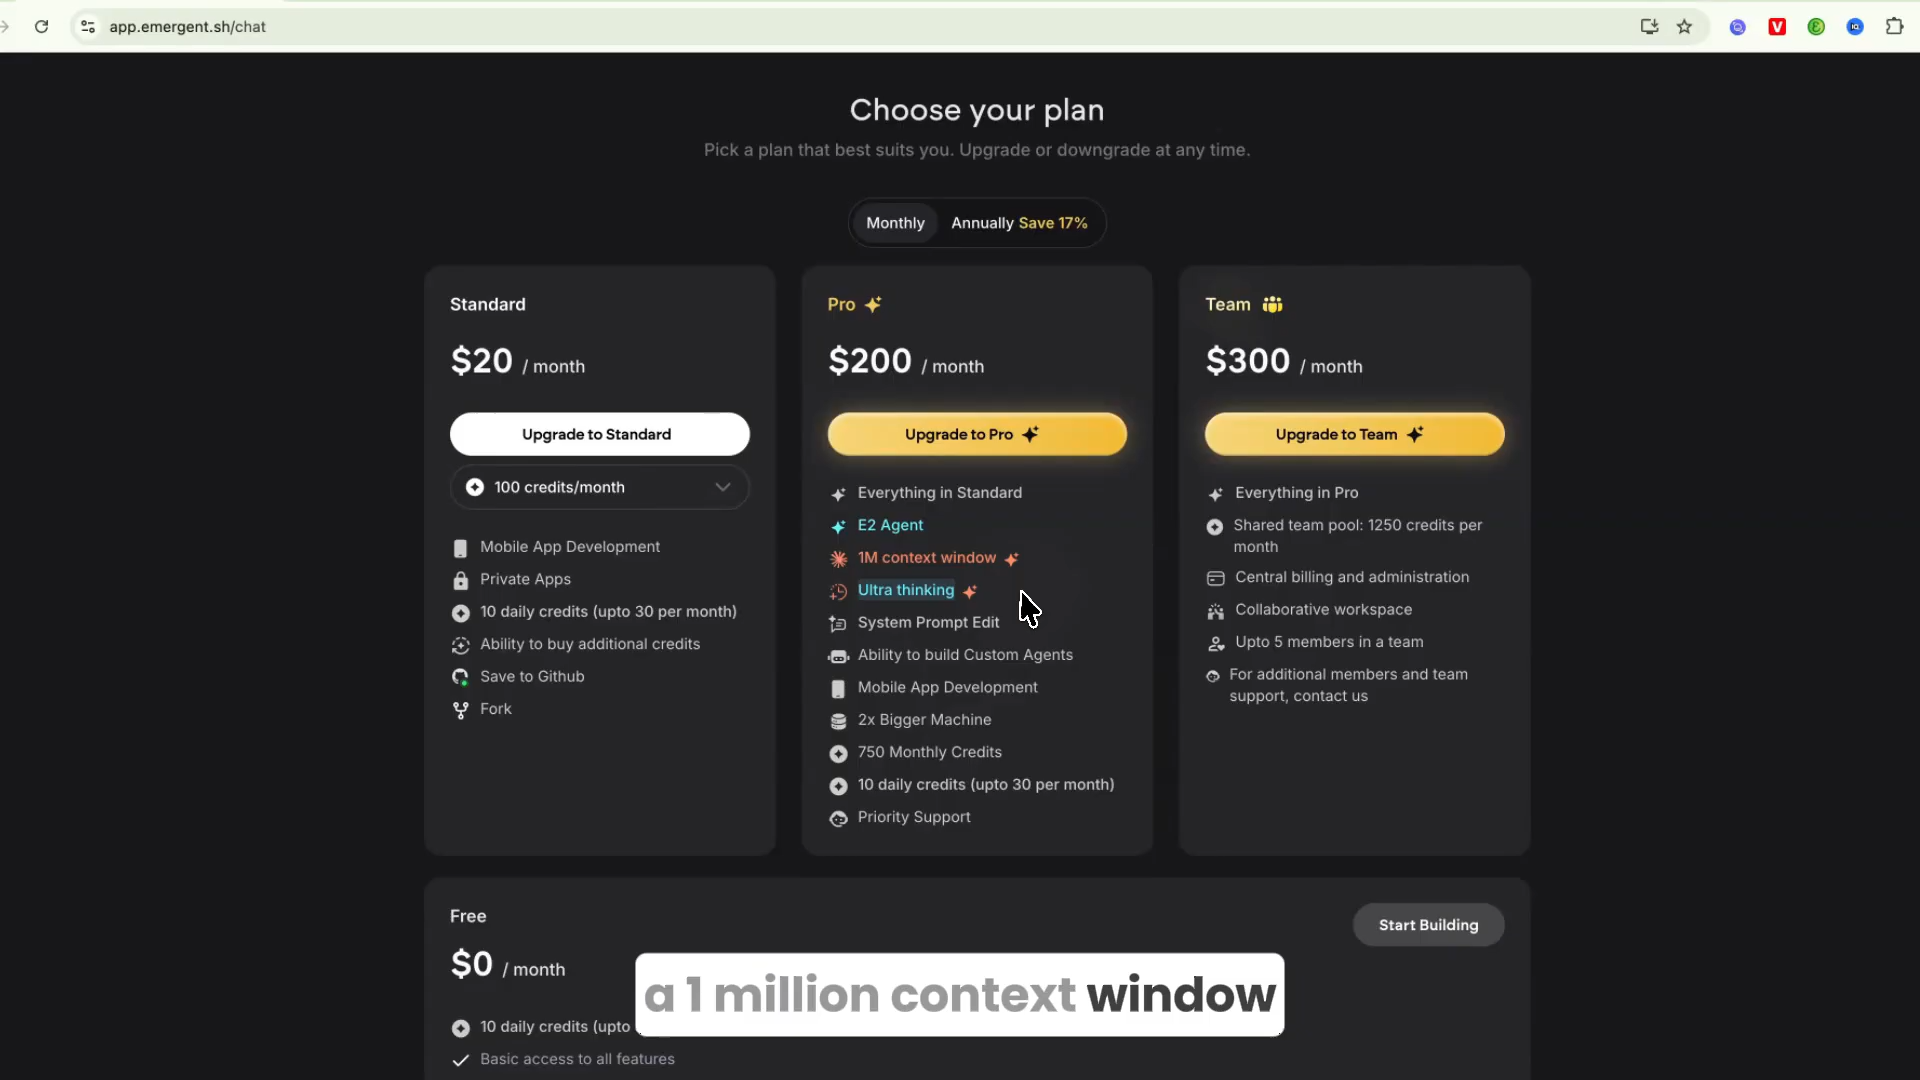 app.emergent.sh/chat
Choose your plan
Pick a plan that best suits you. Upgrade or downgrade at any time.
Monthly
Annually Save 17%
Standard
$20 / month
Upgrade to Standard
100 credits/month
Mobile App Development
Private Apps
10 daily credits (upto 30 per month)
Ability to buy additional credits
Save to Github
Fork
Pro
$200 / month
Upgrade to Pro
Everything in Standard
E2 Agent
1M context window
Ultra thinking
System Prompt Edit
Ability to build Custom Agents
Mobile App Development
2x Bigger Machine
750 Monthly Credits
10 daily credits (upto 30 per month)
Priority Support
Team
$300 / month
Upgrade to Team
Everything in Pro
Shared team pool: 1250 credits per
month
Central billing and administration
Collaborative workspace
Upto 5 members in a team
For additional members and team
support, contact us
Free
$0 / month
Start Building
10 daily credits (upto
Basic access to all features
a 1 million context window